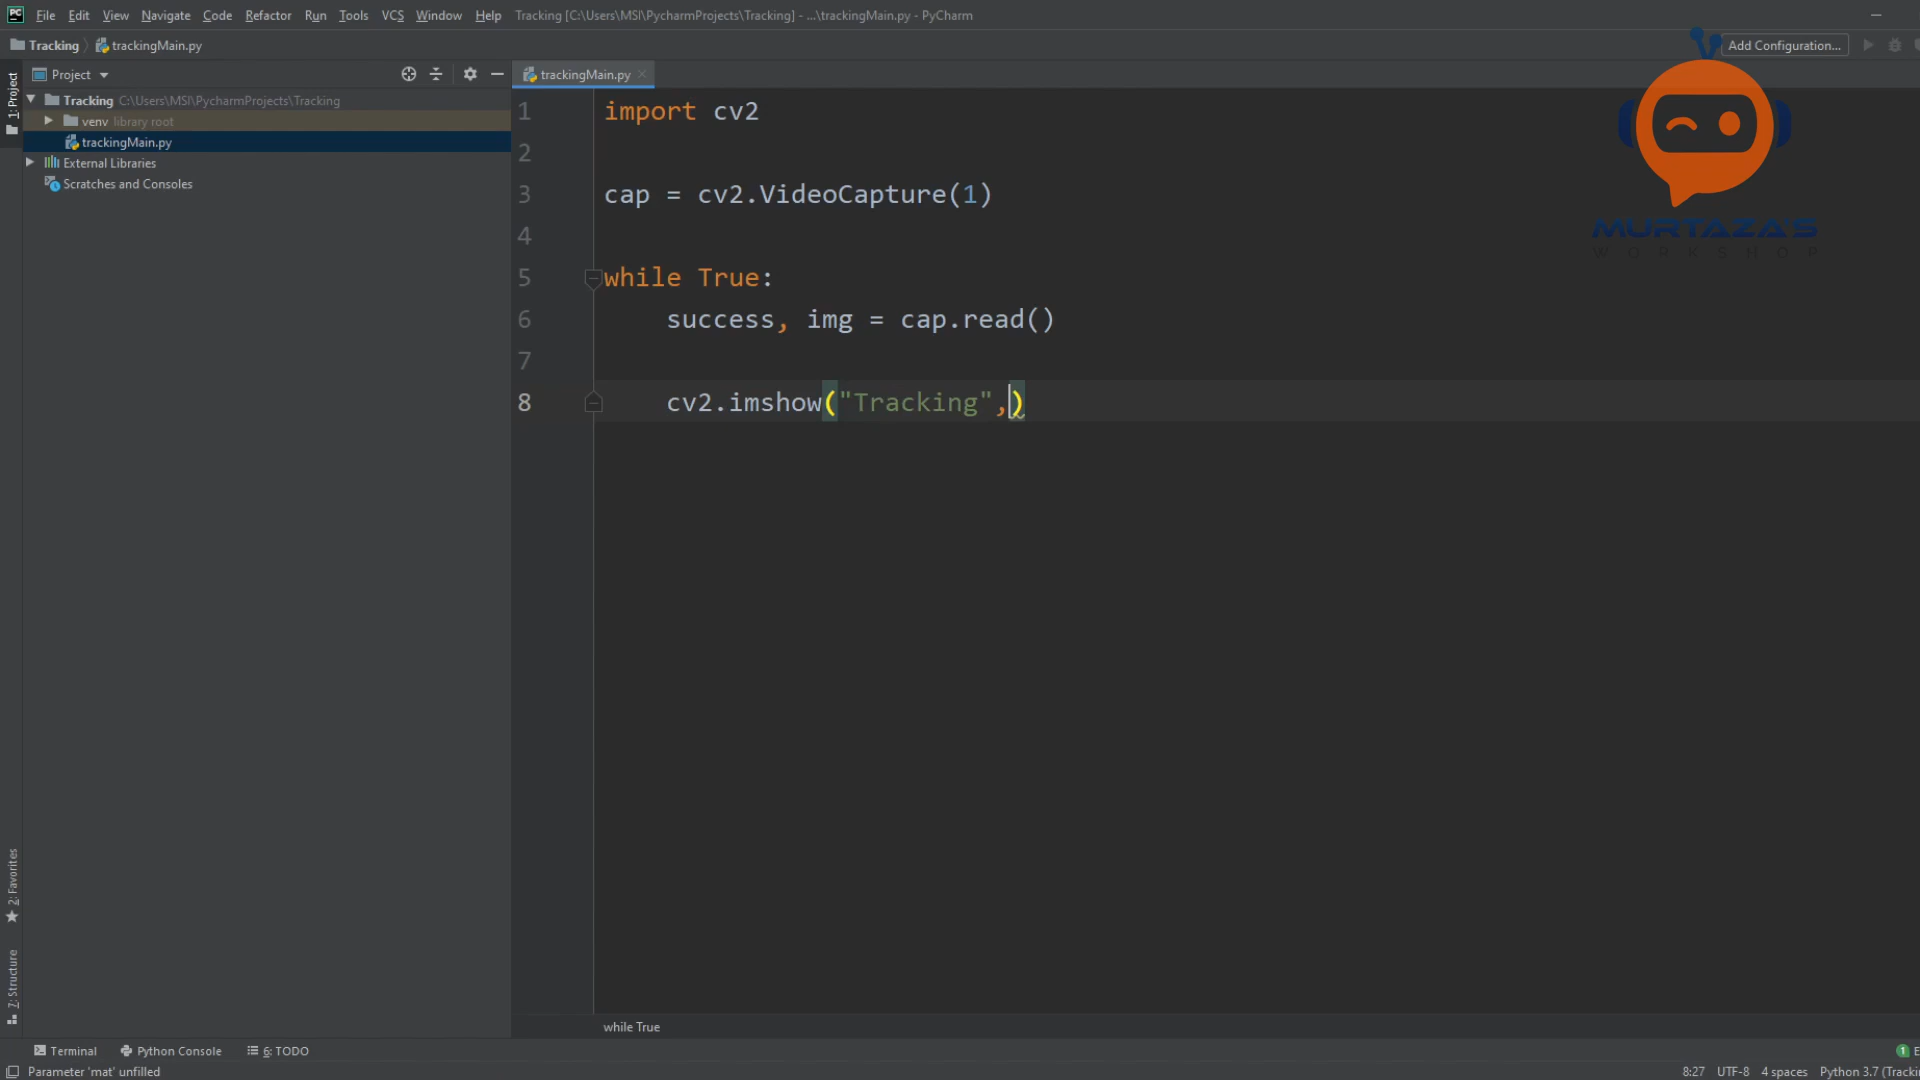 File Edit View Navigate Code Refactor Run Tools VCS Window Help Tracking [C:\Users\MSI\PycharmProjects\Tracking] - ...\trackingMain.py - PyCharm
Tracking trackingMain.py
Add Configuration...
1: Project
Project
trackingMain.py
Tracking C:\Users\MSI\PycharmProjects\Tracking
venv library root
trackingMain.py
External Libraries
Scratches and Consoles
1 import cv2
2
3 cap = cv2.VideoCapture(1)
4
5 while True:
6 success, img = cap.read()
7
8 cv2.imshow("Tracking",)
MURTAZA'S
WORKSHOP
2: Favorites
7: Structure
while True
Terminal Python Console 6: TODO
1
Parameter 'mat' unfilled
8:27 UTF-8 4 spaces Python 3.7 (Trackin